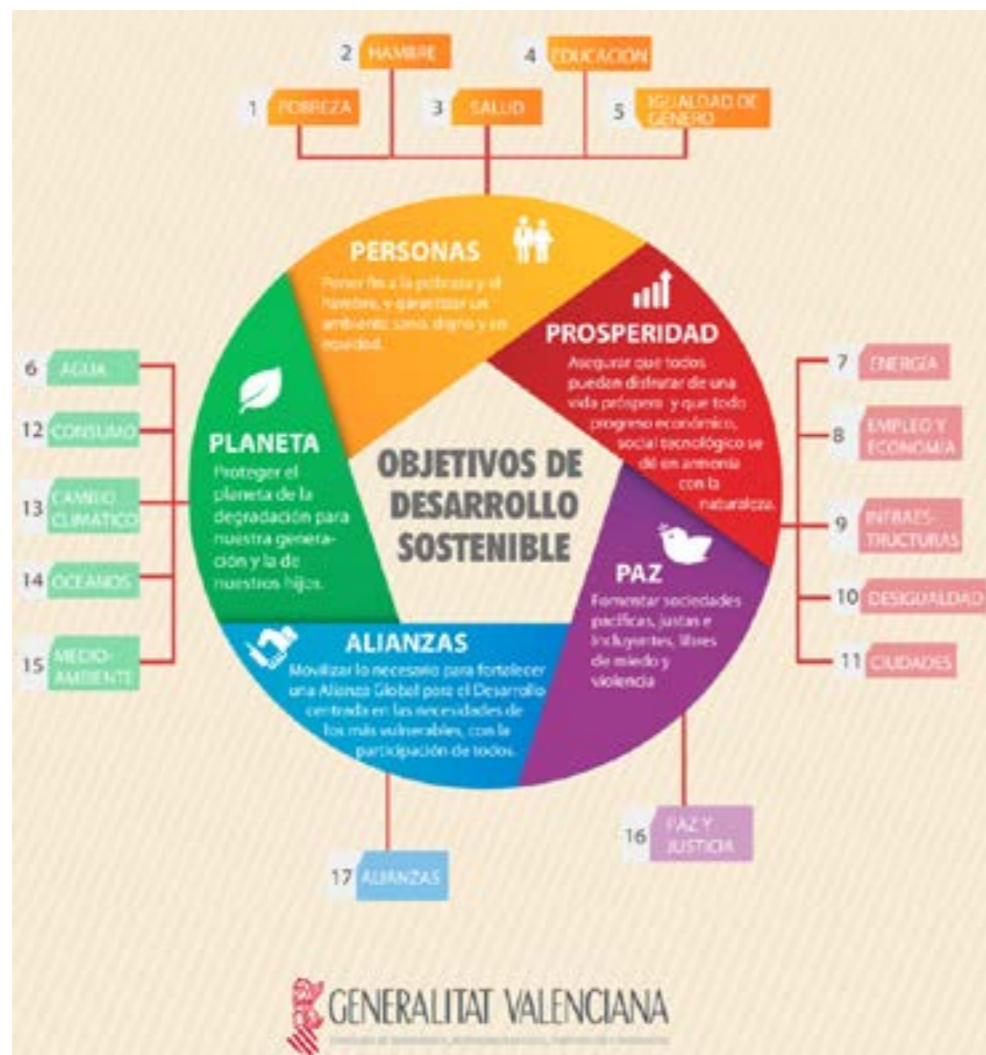 2 HAMBRE
4 EDUCACIÓN
1 POBREZA
3 SALUD
5 IGUALDAD DE
GÉNERO
PERSONAS
Poner fin a la pobreza y el
hambre, y garantizar un
ambiente sano, digno y en
equidad.
PROSPERIDAD
Asegurar que todos
puedan disfrutar de una
vida próspera y que todo
progreso económico,
social tecnológico se
dé en armonía
con la
naturaleza.
6 AGUA
12 CONSUMO
13 CAMBIO
CLIMÁTICO
14 OCEANOS
15 MEDIO-
AMBIENTE
PLANETA
Proteger el
planeta de la
degradación para
nuestra genera-
ción y la de
nuestros hijos.
OBJETIVOS DE
DESARROLLO
SOSTENIBLE
7 ENERGÍA
8 EMPLEO Y
ECONOMÍA
9 INFRAES-
TRUCTURAS
10 DESIGUALDAD
11 CIUDADES
PAZ
Fomentar sociedades
pacíficas, justas e
incluyentes, libres
de miedo y
violencia
ALIANZAS
Movilizar lo necesario para fortalecer
una Alianza Global para el Desarrollo
centrada en las necesidades de
los más vulnerables, con la
participación de todos.
16 PAZ Y
JUSTICIA
17 ALIANZAS
GENERALITAT VALENCIANA